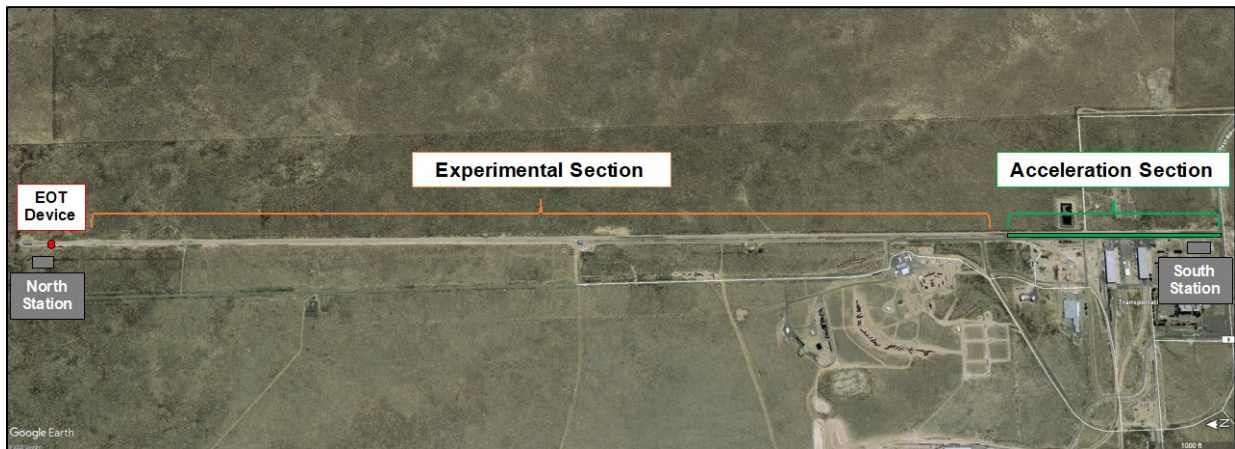 Experimental Section
Acceleration Section
EOT
Device
North
Station
South
Station
Google Earth
N
1000 ft